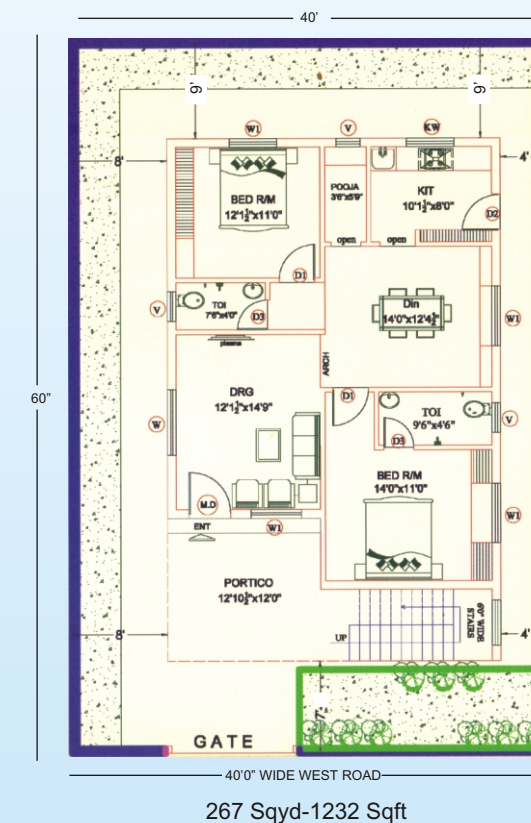 40'
9' 9'
W1 V KW
8' 4'
BED R/M
12'1½"x11'0"
POOJA
3'6"x5'9"
KIT
10'1½"x8'0"
D2
open open
D1
TOI
7'6"x4'0"
V
D3
Din
14'0"x12'4½"
W1
plasma
ARCH
60"
DRG
12'1½"x14'9"
D1
TOI
9'6"x4'6"
V
W
D3
BED R/M
14'0"x11'0"
M.D
W1
W1
ENT
PORTICO
12'10½"x12'0"
6'0" WIDE
STAIRS
8' UP 4'
GATE
40'0" WIDE WEST ROAD
267 Sqyd-1232 Sqft